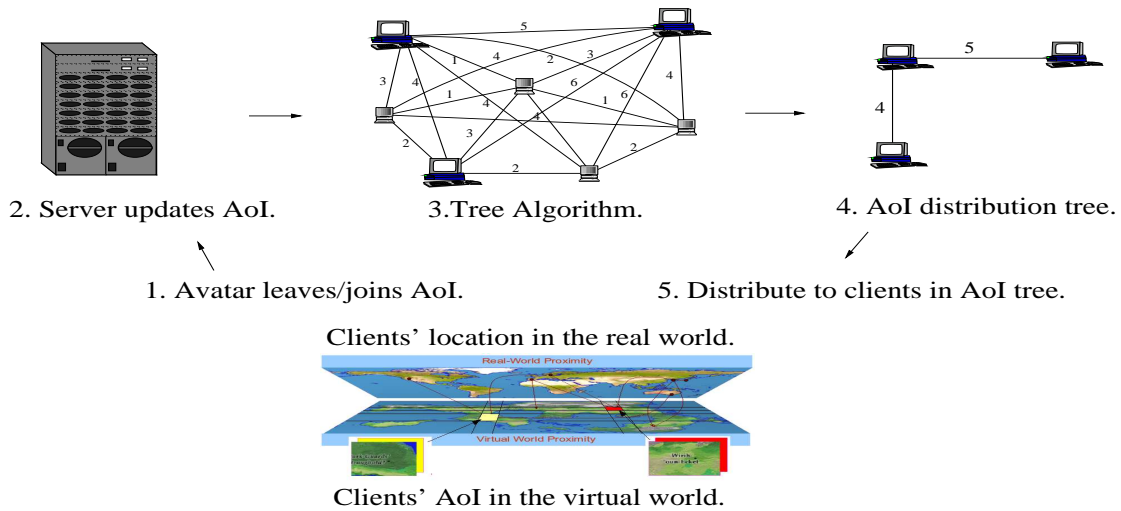 5
3
4
1
4
2
3
4
1
6
4
6
1
4
3
2
2
2
5
4
2. Server updates AoI.
3.Tree Algorithm.
4. AoI distribution tree.
1. Avatar leaves/joins AoI.
5. Distribute to clients in AoI tree.
Clients' location in the real world.
Real-World Proximity
Virtual World Proximity
Clients' AoI in the virtual world.